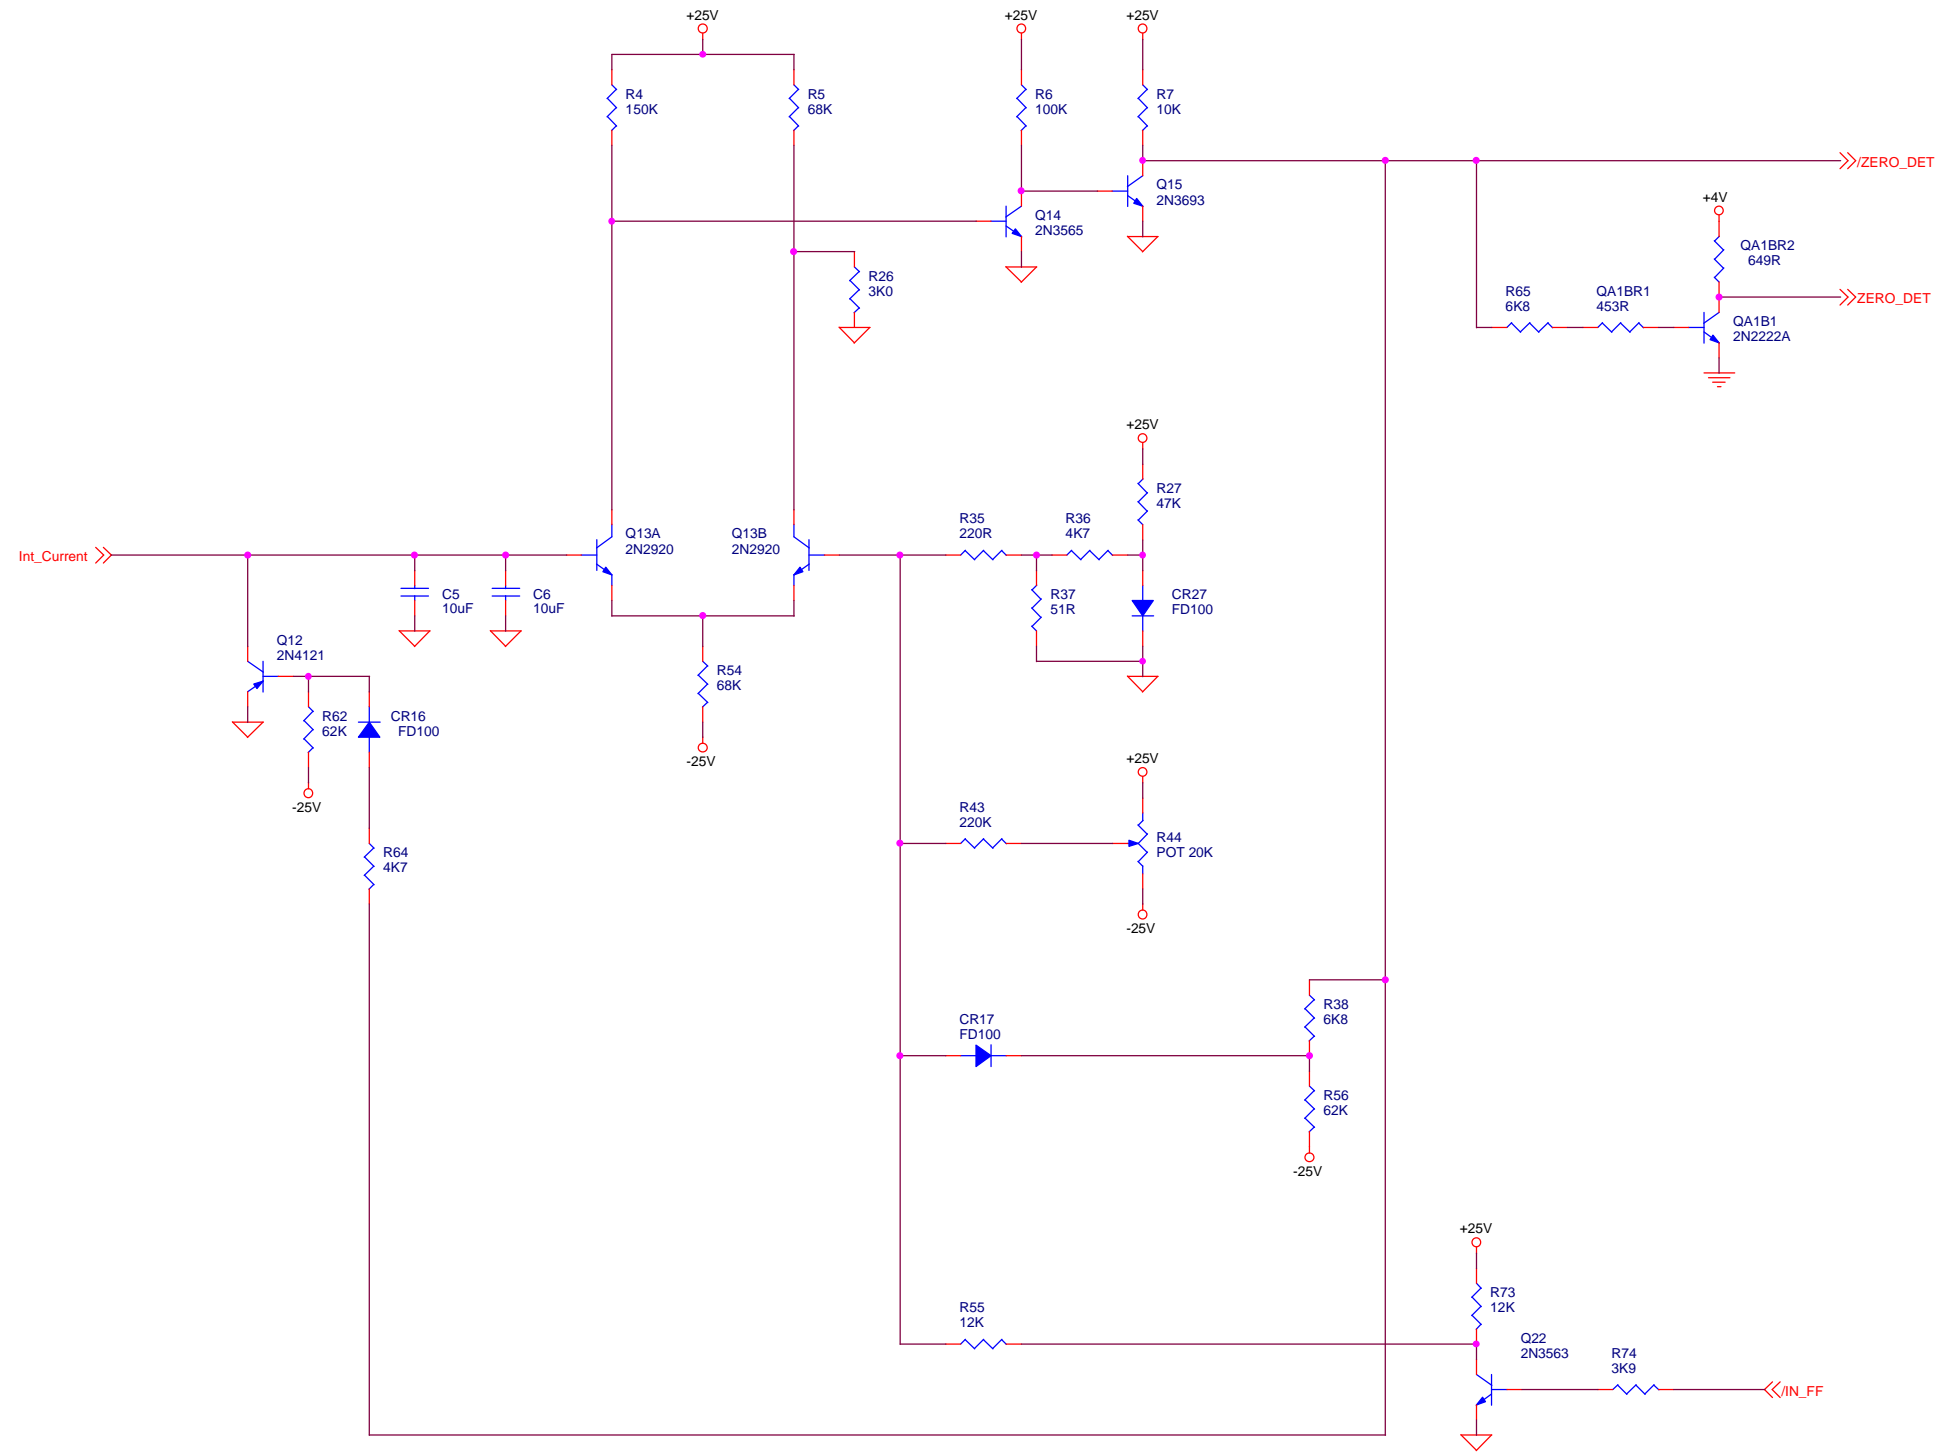 +25V
+25V
+25V
R4
150K
R5
68K
R6
100K
R7
10K
/ZERO_DET
Q15
2N3693
Q14
2N3565
+4V
R26
3K0
QA1BR2
649R
R65
6K8
QA1BR1
453R
ZERO_DET
QA1B1
2N2222A
+25V
R27
47K
Int_Current
Q13A
2N2920
Q13B
2N2920
R35
220R
R36
4K7
C5
10uF
C6
10uF
R37
51R
CR27
FD100
Q12
2N4121
R54
68K
R62
62K
CR16
FD100
-25V
-25V
+25V
R43
220K
R44
POT 20K
R64
4K7
-25V
CR17
FD100
R38
6K8
R56
62K
-25V
+25V
R55
12K
R73
12K
Q22
2N3563
R74
3K9
/IN_FF